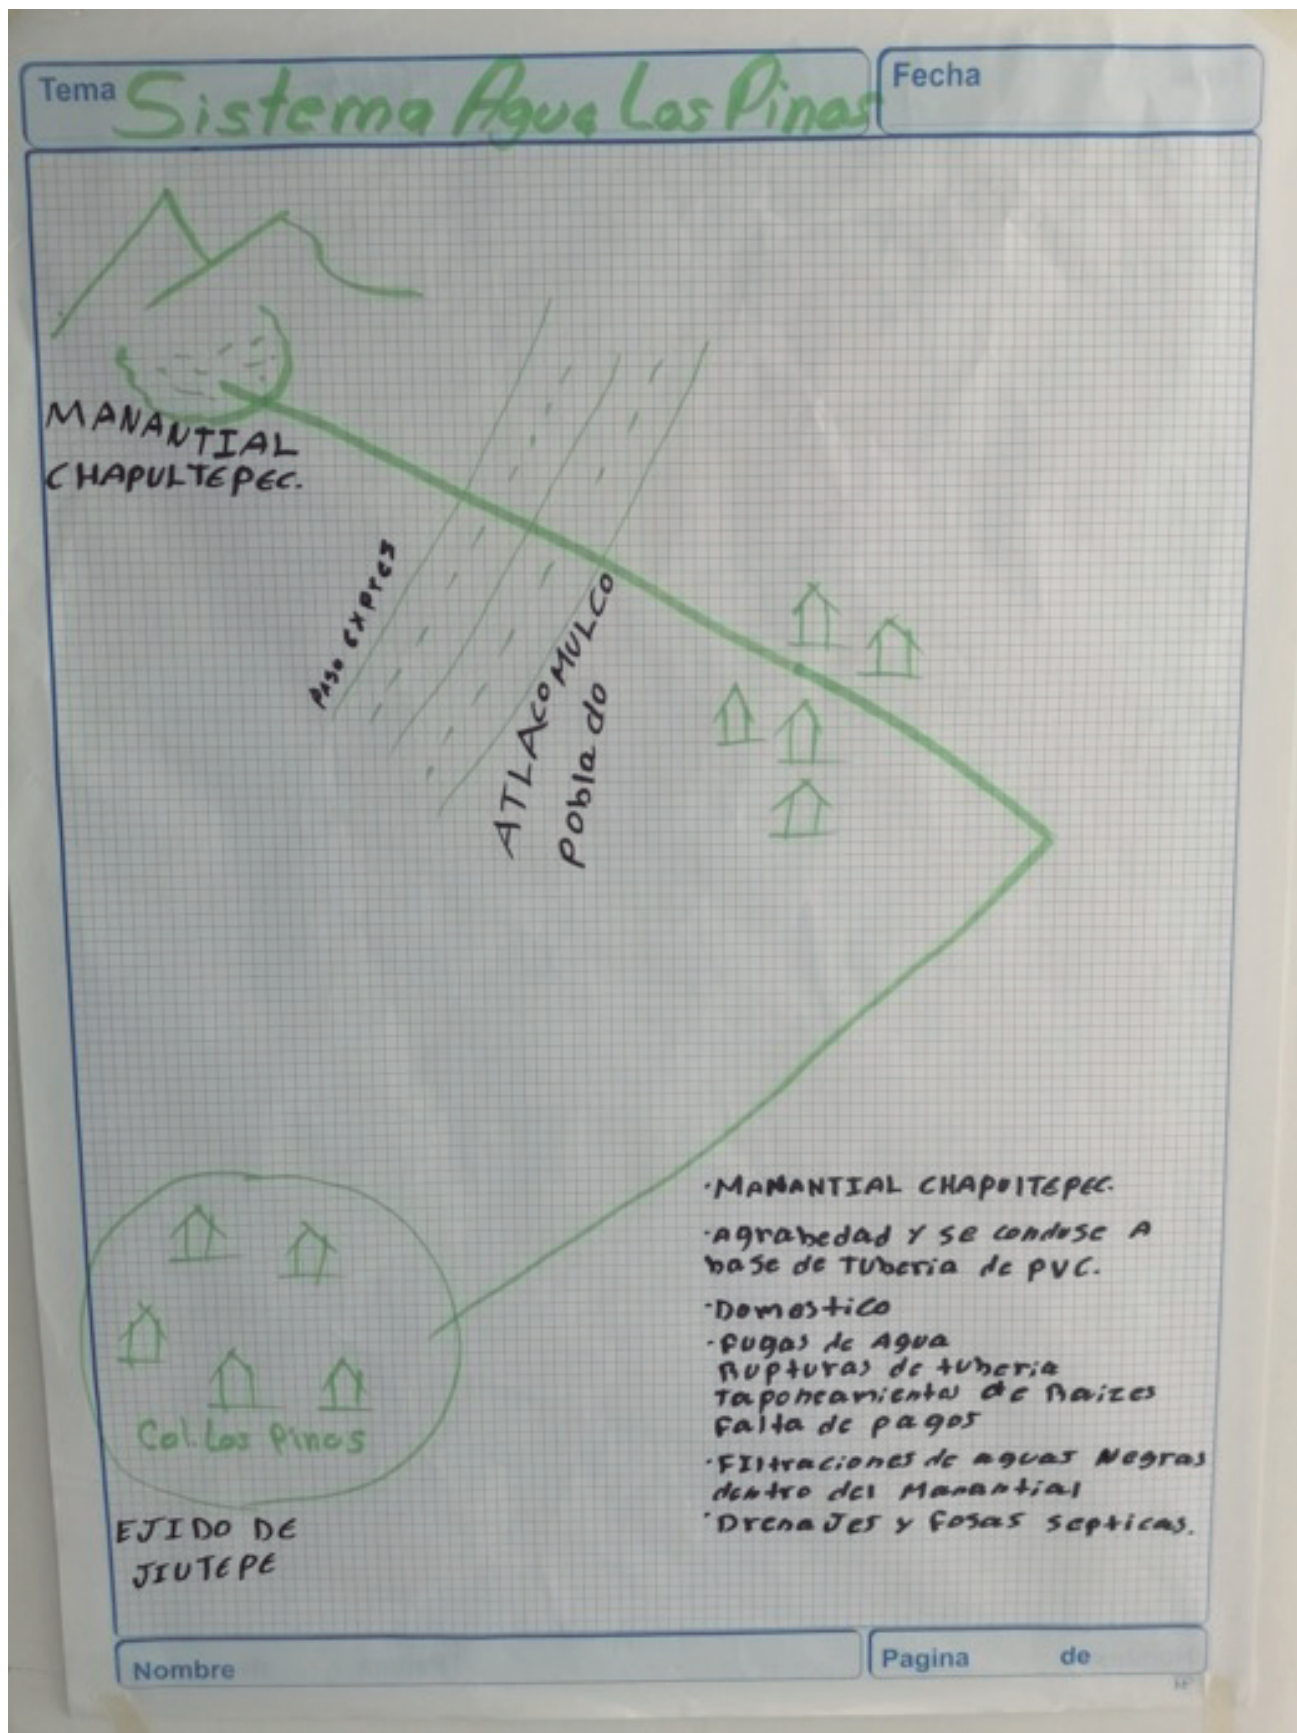 Tema Sistema Agua Los Pinos
Fecha
MANANTIAL
CHAPULTEPEC.
PASO EXPRES
ATLACOMULCO
Poblado
Col. Los Pinos
EJIDO DE
JIUTEPE
·MANANTIAL CHAPUlTEPEC.
·Agrabedad y se conduse A
base de Tuberia de PVC.
·Domestico
·fugas de Agua
Rupturas de tuberia
Taponeamientos de Raizes
Falta de pagos
·Filtraciones de aguas Negras
dentro del Manantial
·DrenaJes y fosas septicas.
Nombre
Pagina de